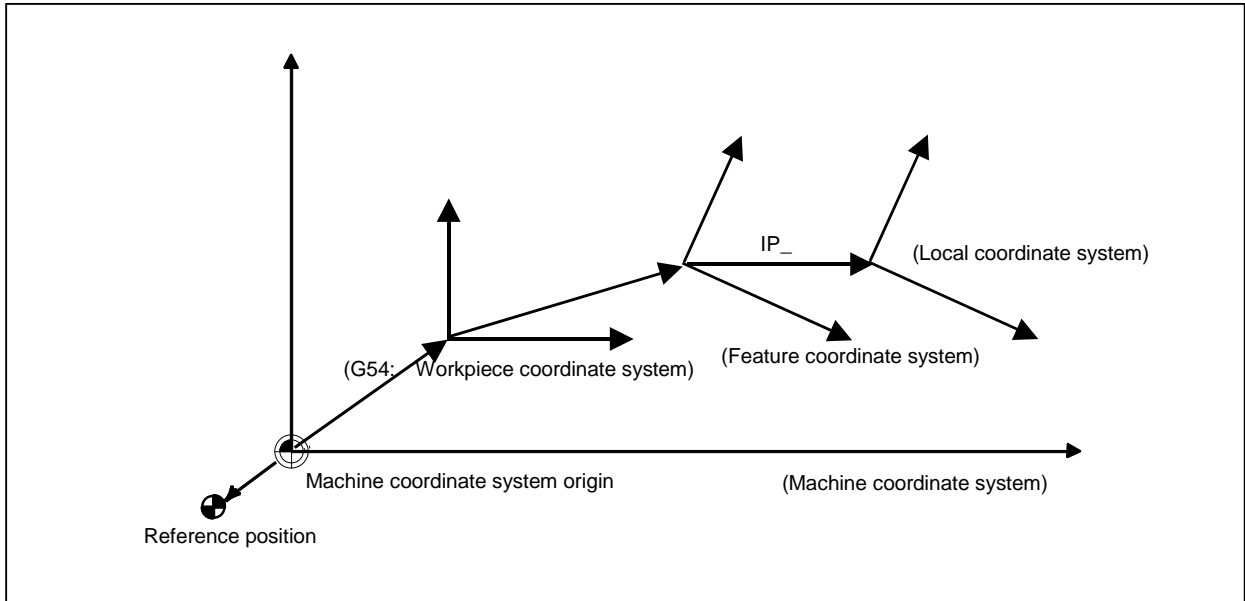 IP_
(Local coordinate system)
(Feature coordinate system)
(G54: Workpiece coordinate system)
Machine coordinate system origin
(Machine coordinate system)
Reference position